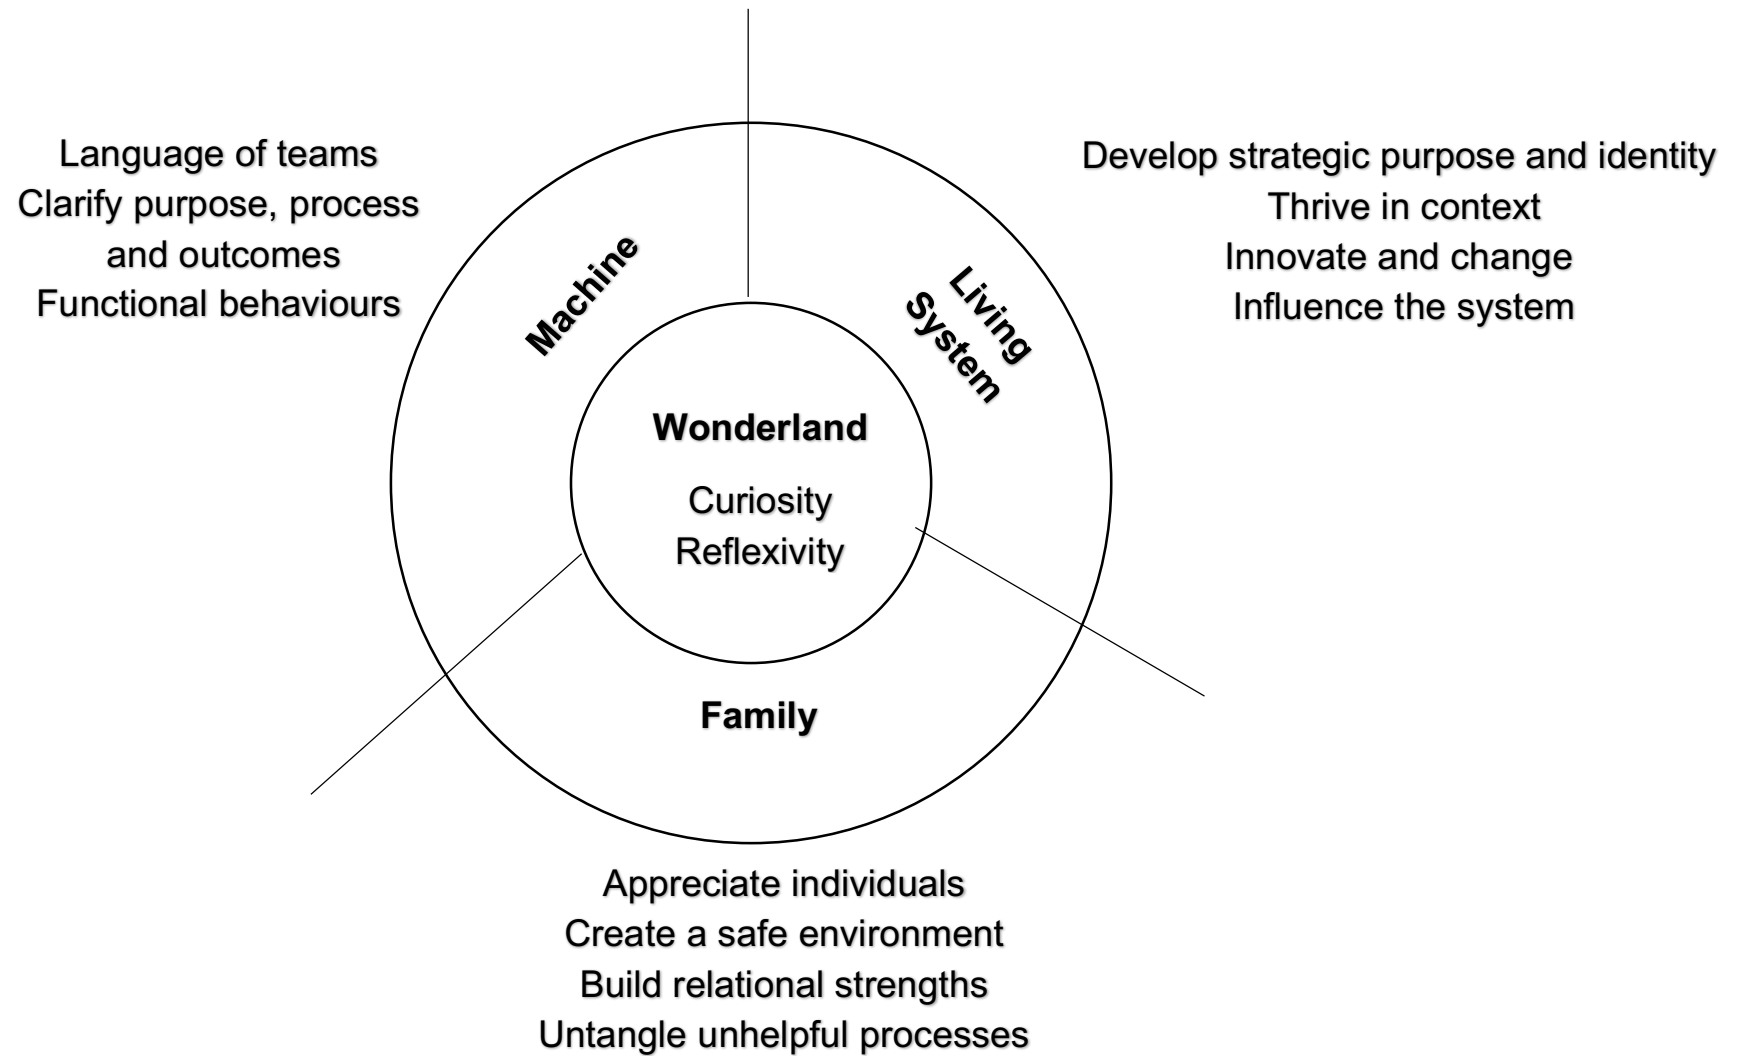 Language of teams
Clarify purpose, process
and outcomes
Functional behaviours
Develop strategic purpose and identity
Thrive in context
Innovate and change
Influence the system
Machine
Living
System
Wonderland
Curiosity
Reflexivity
Family
Appreciate individuals
Create a safe environment
Build relational strengths
Untangle unhelpful processes